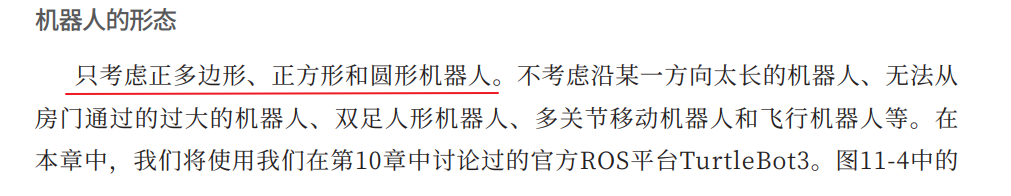 机器人的形态
只考虑正多边形、正方形和圆形机器人。不考虑沿某一方向太长的机器人、无法从
房门通过的过大的机器人、双足人形机器人、多关节移动机器人和飞行机器人等。在
本章中，我们将使用我们在第10章中讨论过的官方ROS平台TurtleBot3。图11-4中的